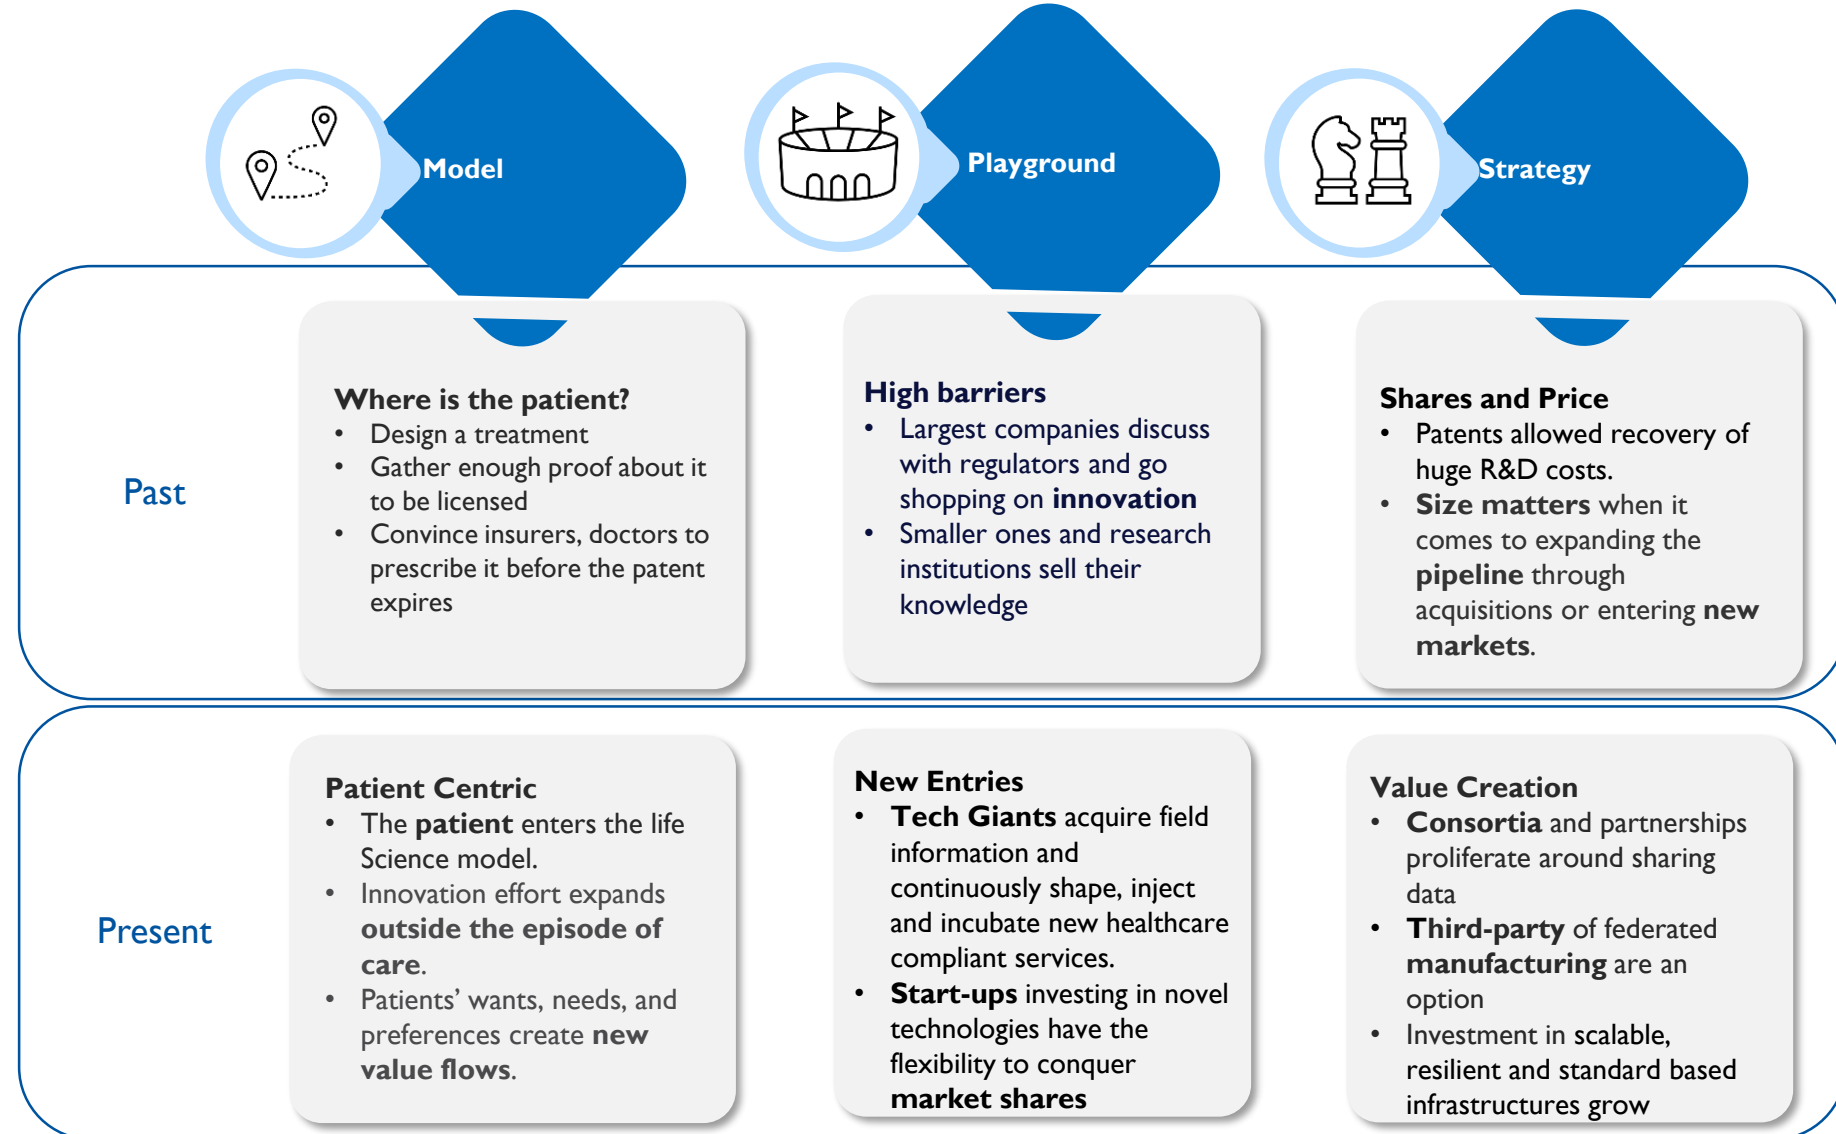 Model
Playground
Strategy
Past
Where is the patient?
• Design a treatment
• Gather enough proof about it
to be licensed
• Convince insurers, doctors to
prescribe it before the patent
expires
High barriers
• Largest companies discuss
with regulators and go
shopping on innovation
• Smaller ones and research
institutions sell their
knowledge
Shares and Price
• Patents allowed recovery of
huge R&D costs.
• Size matters when it
comes to expanding the
pipeline through
acquisitions or entering new
markets.
Present
Patient Centric
• The patient enters the life
Science model.
• Innovation effort expands
outside the episode of
care.
• Patients’ wants, needs, and
preferences create new
value flows.
New Entries
• Tech Giants acquire field
information and
continuously shape, inject
and incubate new healthcare
compliant services.
• Start-ups investing in novel
technologies have the
flexibility to conquer
market shares
Value Creation
• Consortia and partnerships
proliferate around sharing
data
• Third-party of federated
manufacturing are an
option
• Investment in scalable,
resilient and standard based
infrastructures grow